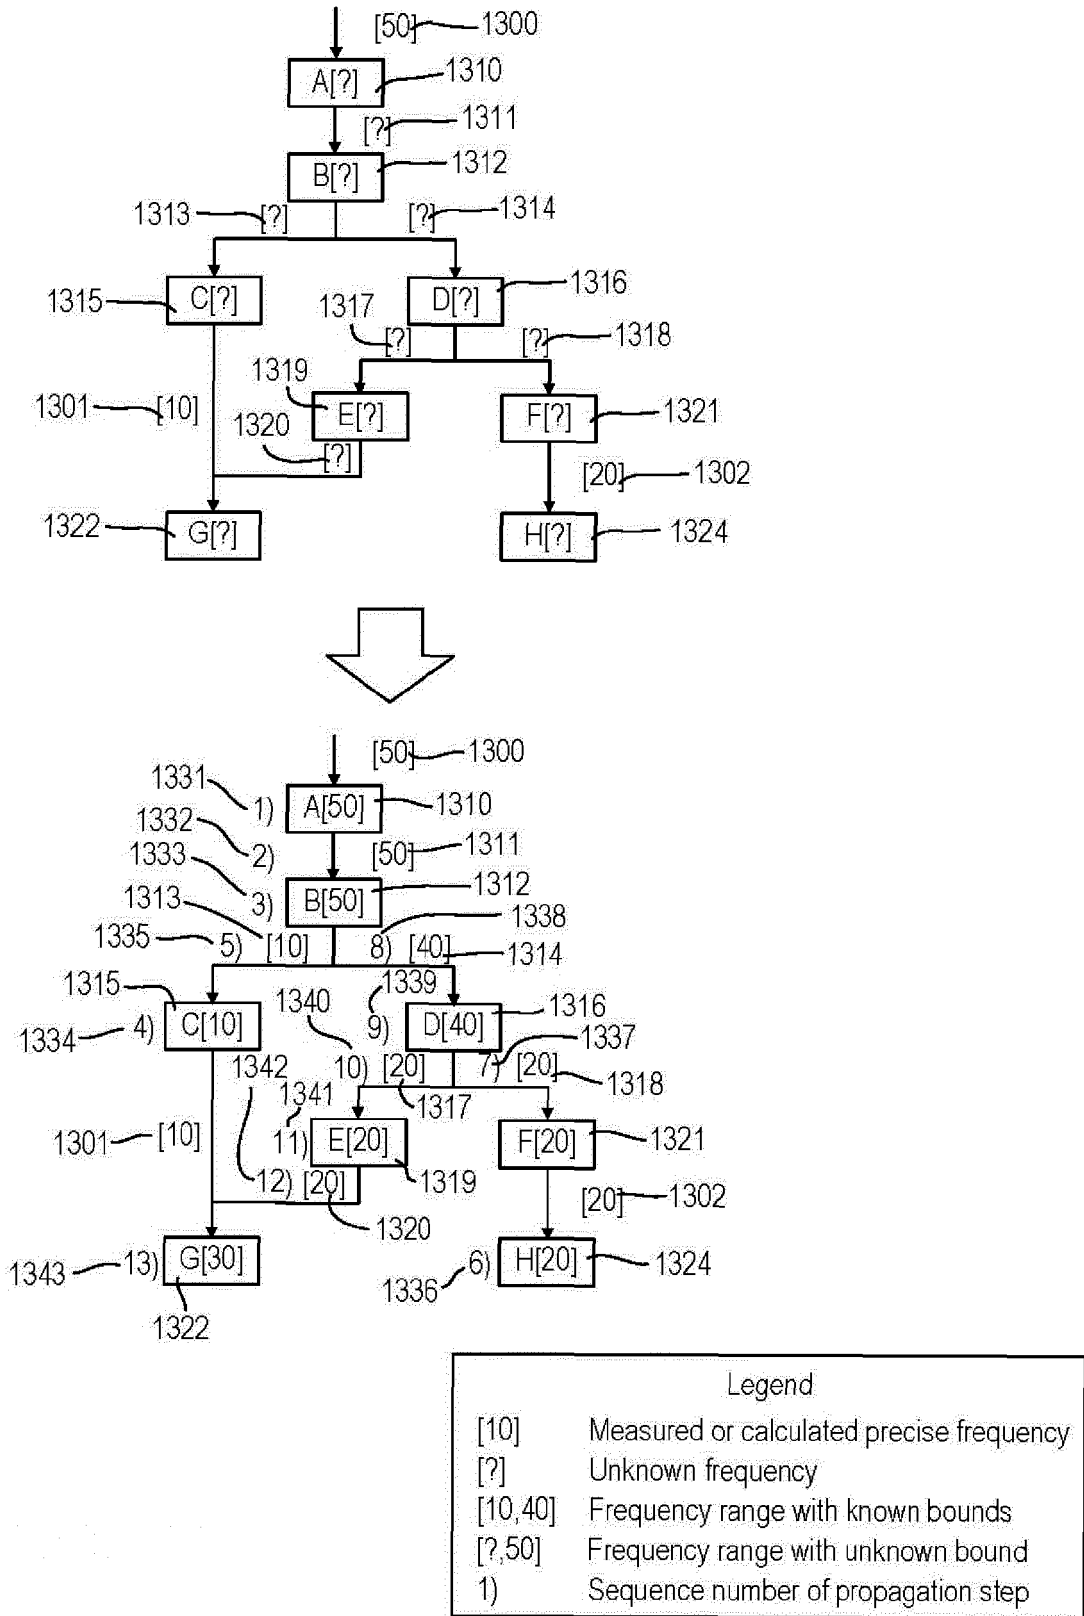 [50] 1300
A[?] 1310
[?] 1311
B[?] 1312
1313 [?] [?] 1314
1315 C[?] D[?] 1316
1317 [?] [?] 1318
1319 E[?] F[?] 1321
1301 [10] 1320 [?] [20] 1302
1322 G[?] H[?] 1324
[50] 1300
1331 1) A[50] 1310
1332 2) [50] 1311
1333 3) B[50] 1312
1313 1338
1335 5) [10] 8) [40] 1314
1315 1339
1334 4) C[10] 1340 9) D[40] 1316
1342 10) [20] 7) [20] 1337
1341 1317 1318
11) E[20] F[20] 1321
1301 [10] 12) [20] 1319 [20] 1302
1320
1343 13) G[30] 6) H[20] 1324
1322 1336
Legend
[10] Measured or calculated precise frequency
[?] Unknown frequency
[10,40] Frequency range with known bounds
[?,50] Frequency range with unknown bound
1) Sequence number of propagation step